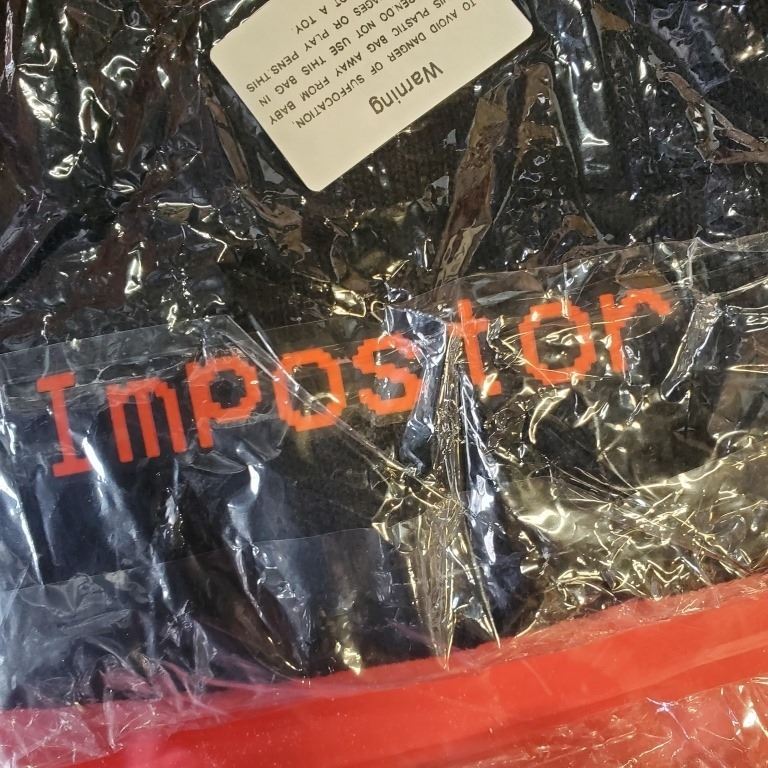 Warning
TO AVOID DANGER OF SUFFOCATION,
THIS PLASTIC BAG AWAY FROM BABY
DO NOT USE THIS BAG IN
OR PLAY PENS.THIS
A TOY.
Impostor